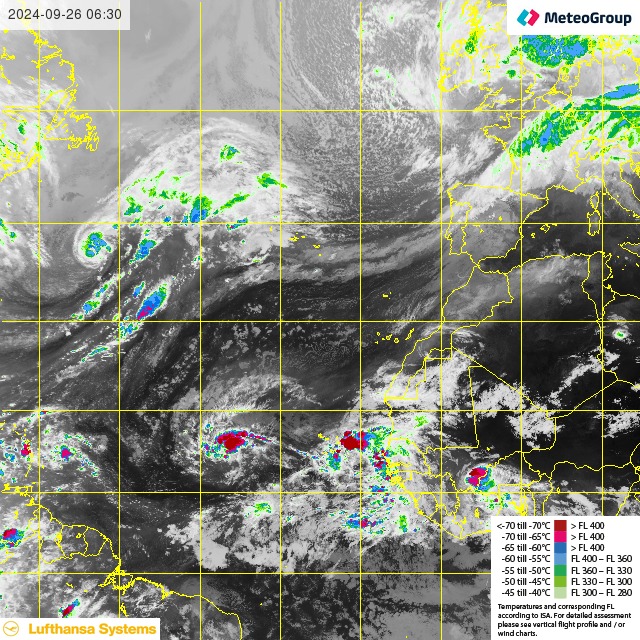 2024-09-26 06:30
MeteoGroup
<-70 till -70°C > FL 400
-70 till -65°C > FL 400
-65 till -60°C > FL 400
-60 till -55°C FL 400 – FL 360
-55 till -50°C FL 360 – FL 330
-50 till -45°C FL 330 – FL 300
-45 till -40°C FL 300 – FL 280
Temperatures and corresponding FL
according to ISA. For detailed assessment
please see vertical flight profile and / or
wind charts.
Lufthansa Systems